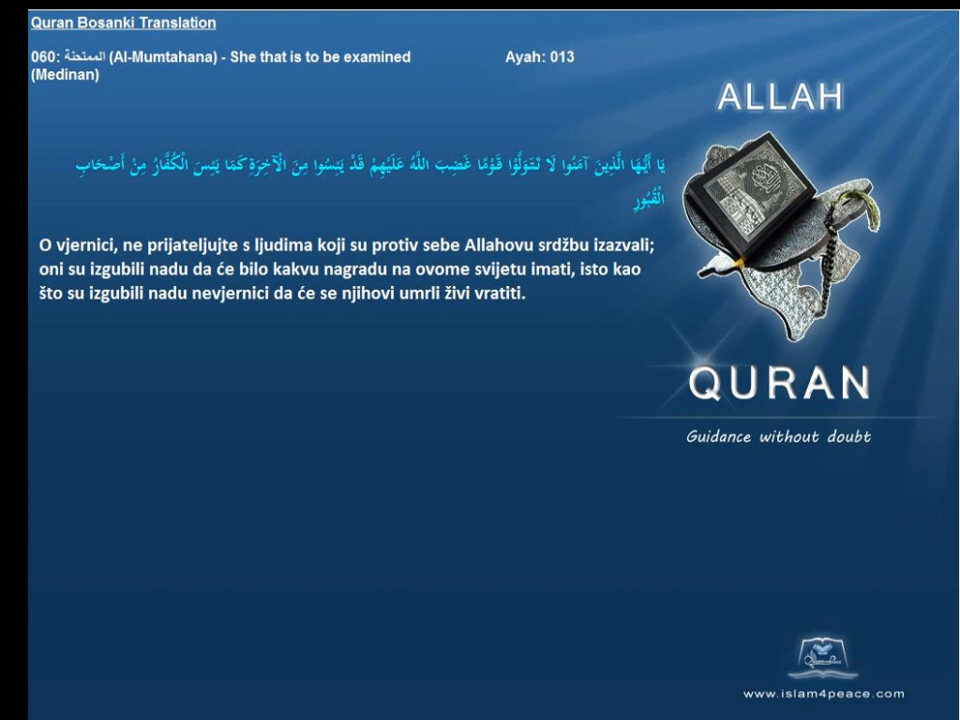 Quran Bosanki Translation
060: الممتحنة (Al-Mumtahana) - She that is to be examined
(Medinan)
Ayah: 013
ALLAH
يَا أَيُّهَا الَّذِينَ آمَنُوا لَا تَتَوَلَّوْا قَوْمًا غَضِبَ اللَّهُ عَلَيْهِمْ قَدْ يَئِسُوا مِنَ الْآخِرَةِ كَمَا يَئِسَ الْكُفَّارُ مِنْ أَصْحَابِ
الْقُبُورِ
O vjernici, ne prijateljujte s ljudima koji su protiv sebe Allahovu srdžbu izazvali;
oni su izgubili nadu da će bilo kakvu nagradu na ovome svijetu imati, isto kao
što su izgubili nadu nevjernici da će se njihovi umrli živi vratiti.
QURAN
Guidance without doubt
www.islam4peace.com